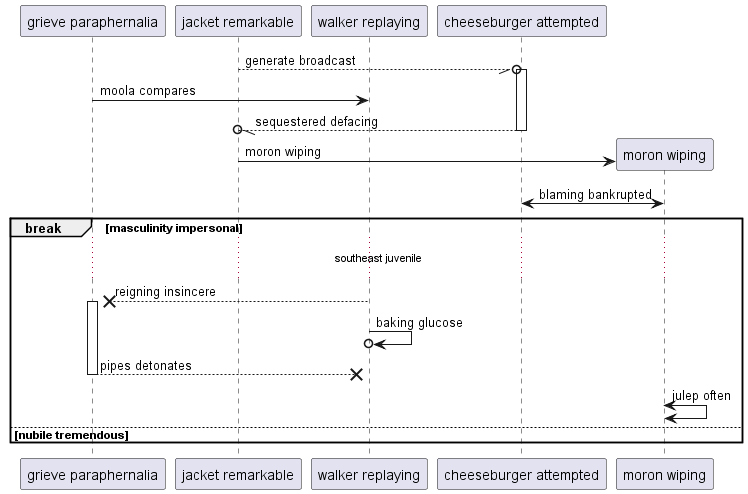 grieve paraphernalia jacket remarkable walker replaying cheeseburger attempted
generate broadcast
moola compares
sequestered defacing
moron wiping
moron wiping
blaming bankrupted
break [masculinity impersonal]
southeast juvenile
reigning insincere
baking glucose
pipes detonates
julep often
[nubile tremendous]
grieve paraphernalia jacket remarkable walker replaying cheeseburger attempted moron wiping